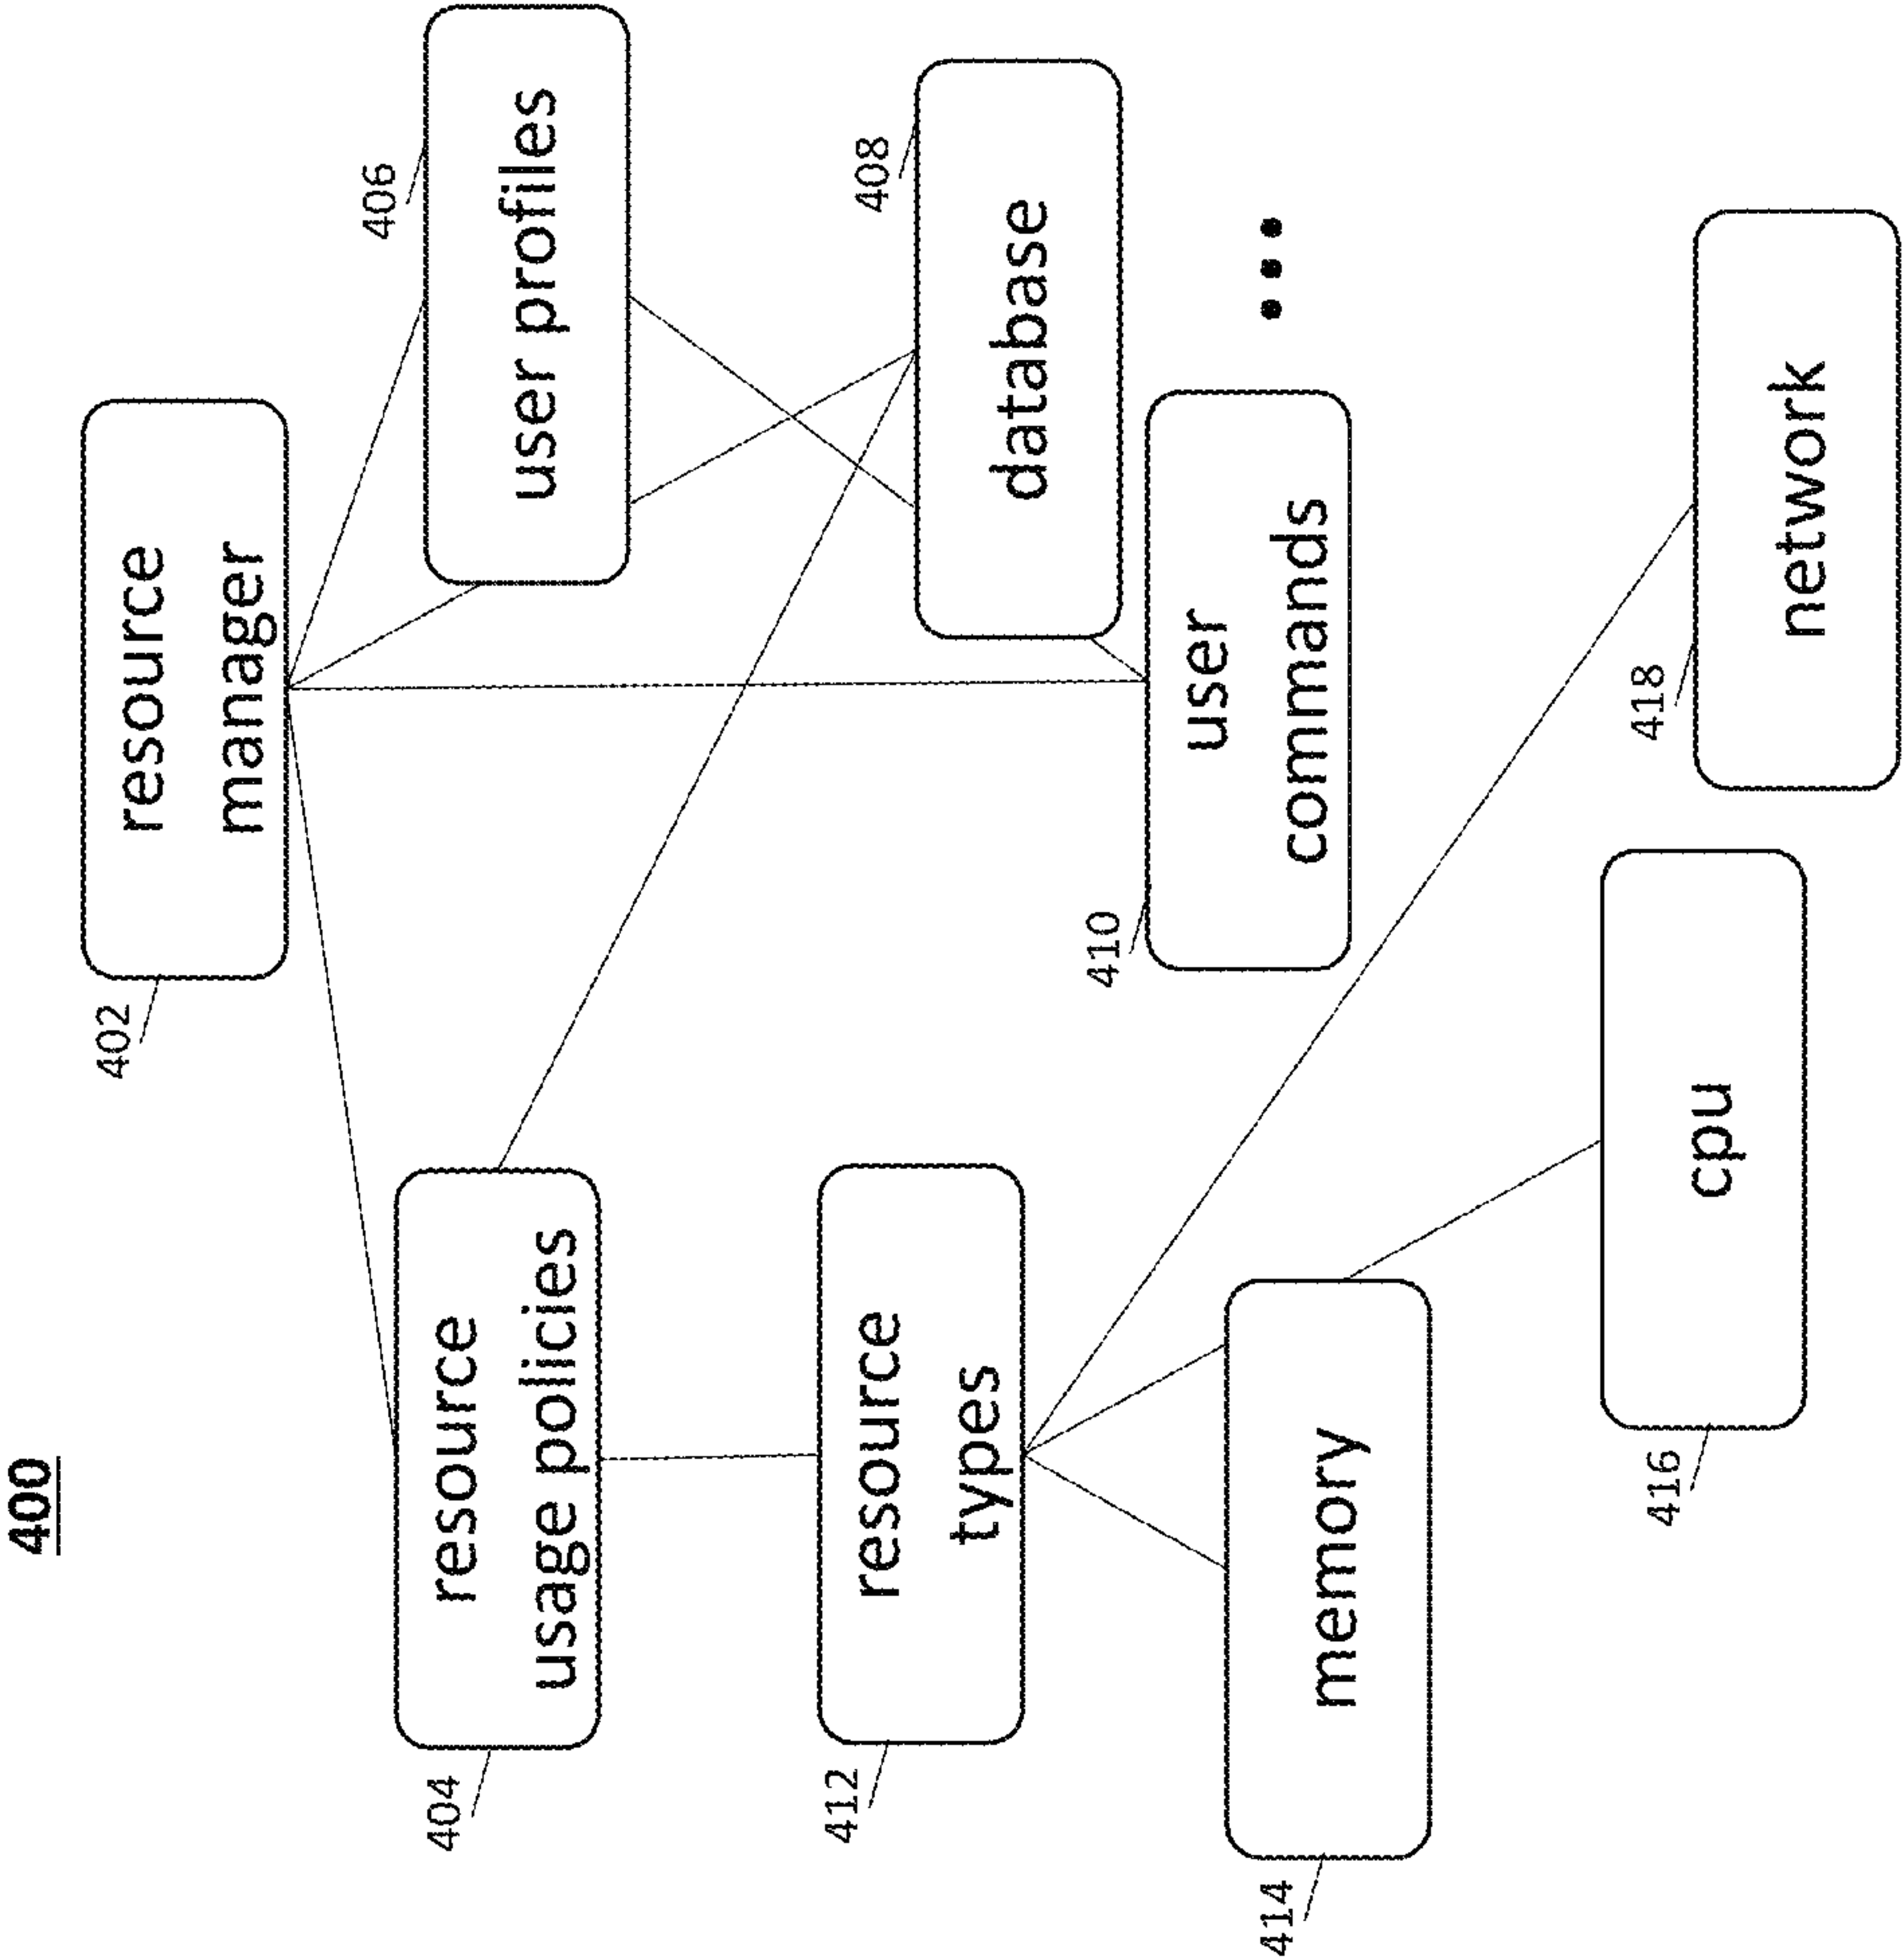 400
402
resource
manager
404
resource
usage policies
406
user profiles
412
resource
types
408
database
410
user
commands
...
414
memory
416
cpu
418
network